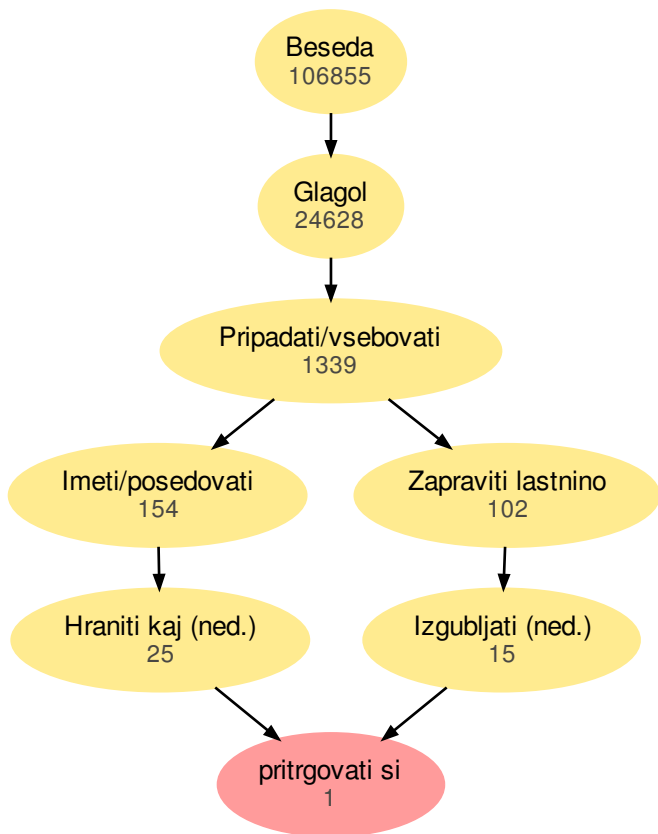 Beseda
106855
Glagol
24628
Pripadati/vsebovati
1339
Imeti/posedovati
154
Zapraviti lastnino
102
Hraniti kaj (ned.)
25
Izgubljati (ned.)
15
pritrgovati si
1